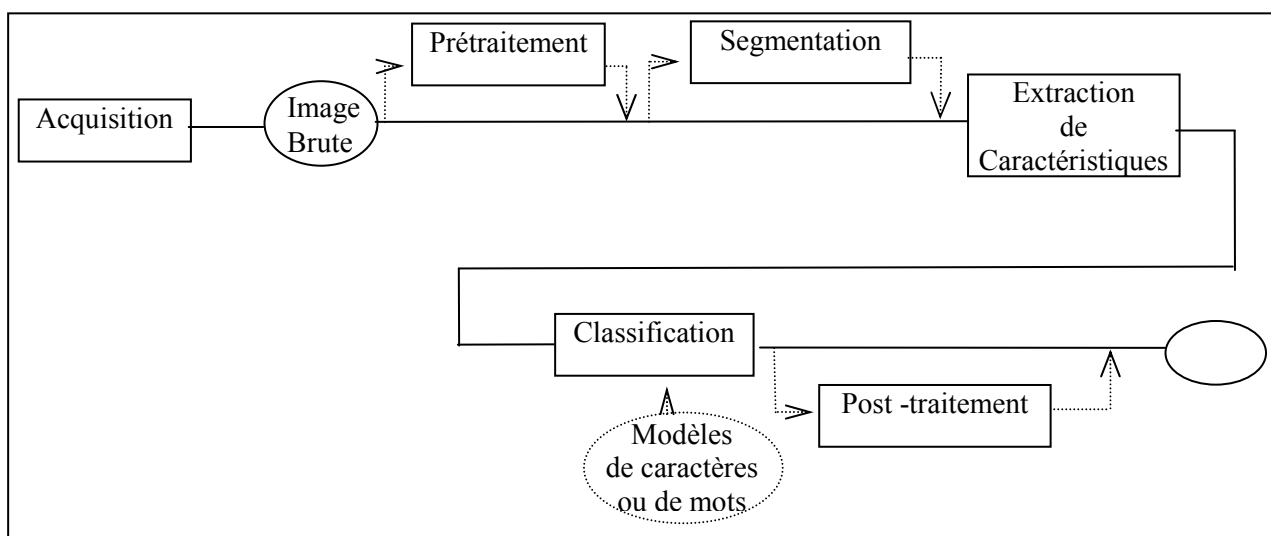 Prétraitement
Segmentation
Acquisition
Image
Brute
Extraction
de
Caractéristiques
Classification
Post -traitement
Modèles
de caractères
ou de mots